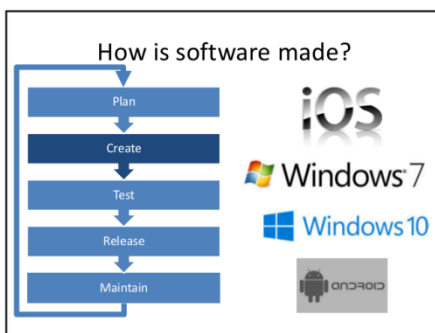 How is software made?
Plan
Create
Test
Release
Maintain
iOS
Windows 7
Windows 10
ANDROID